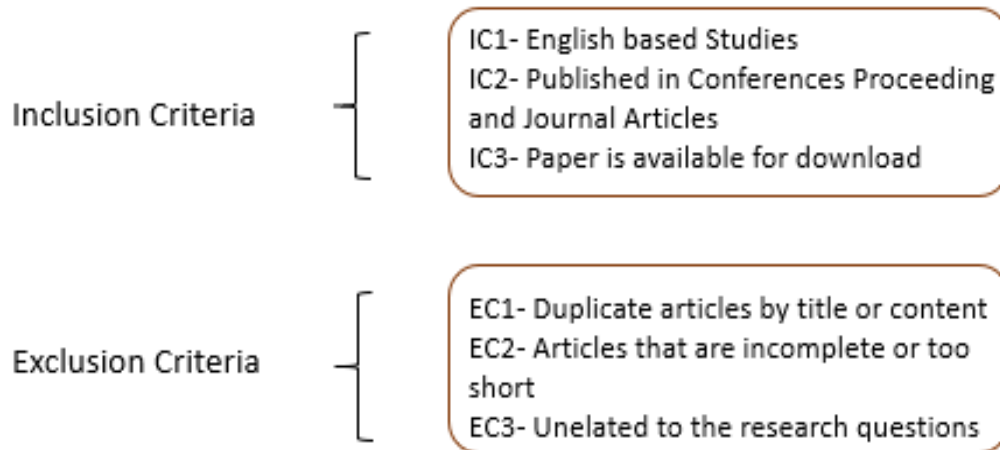 Inclusion Criteria
IC1- English based Studies
IC2- Published in Conferences Proceeding
and Journal Articles
IC3- Paper is available for download
Exclusion Criteria
EC1- Duplicate articles by title or content
EC2- Articles that are incomplete or too
short
EC3- Unelated to the research questions